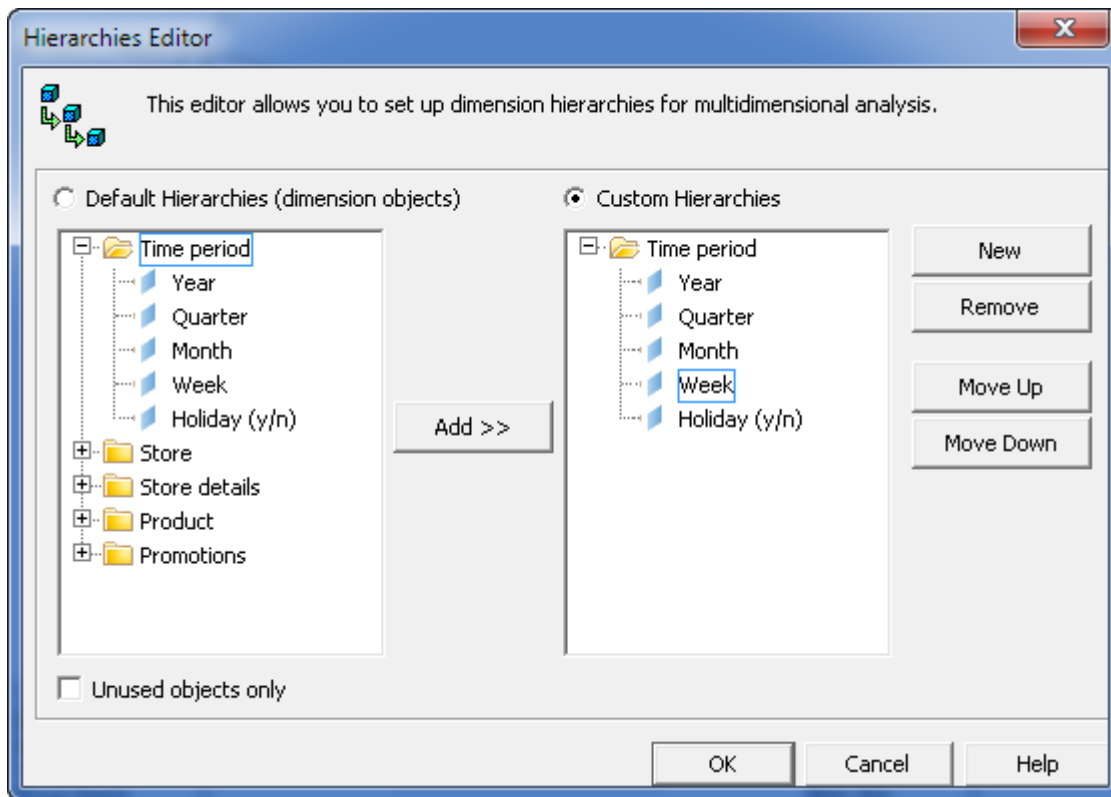 Hierarchies Editor
This editor allows you to set up dimension hierarchies for multidimensional analysis.
Default Hierarchies (dimension objects)
Time period
Year
Quarter
Month
Week
Holiday (y/n)
Store
Store details
Product
Promotions
Unused objects only
Add >>
Custom Hierarchies
Time period
Year
Quarter
Month
Week
Holiday (y/n)
New
Remove
Move Up
Move Down
OK
Cancel
Help